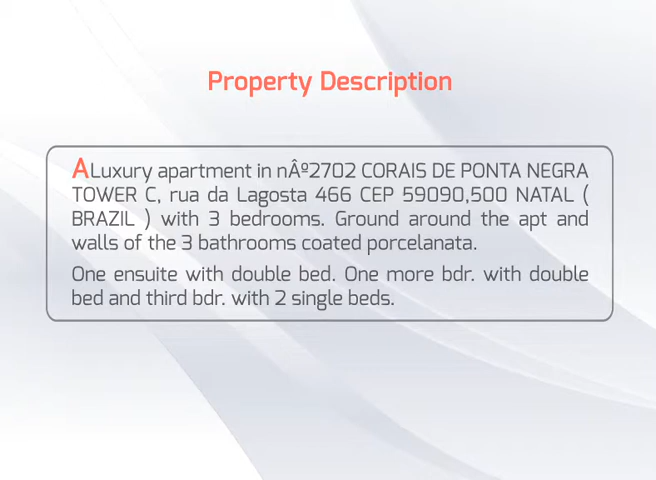 Property Description
ALuxury apartment in nÂº2702 CORAIS DE PONTA NEGRA
TOWER C, rua da Lagosta 466 CEP 59090,500 NATAL (
BRAZIL ) with 3 bedrooms. Ground around the apt and
walls of the 3 bathrooms coated porcelanata.
One ensuite with double bed. One more bdr. with double
bed and third bdr. with 2 single beds.